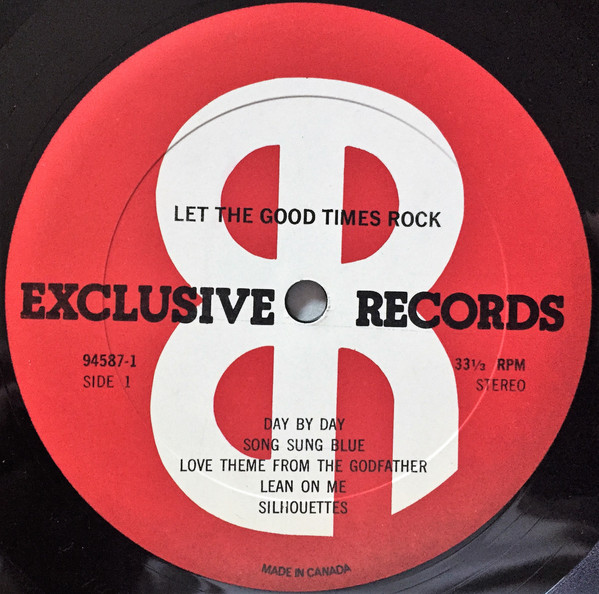 LET THE GOOD TIMES ROCK
EXCLUSIVE RECORDS
94587-1
SIDE 1
33⅓ RPM
STEREO
DAY BY DAY
SONG SUNG BLUE
LOVE THEME FROM THE GODFATHER
LEAN ON ME
SILHOUETTES
MADE IN CANADA